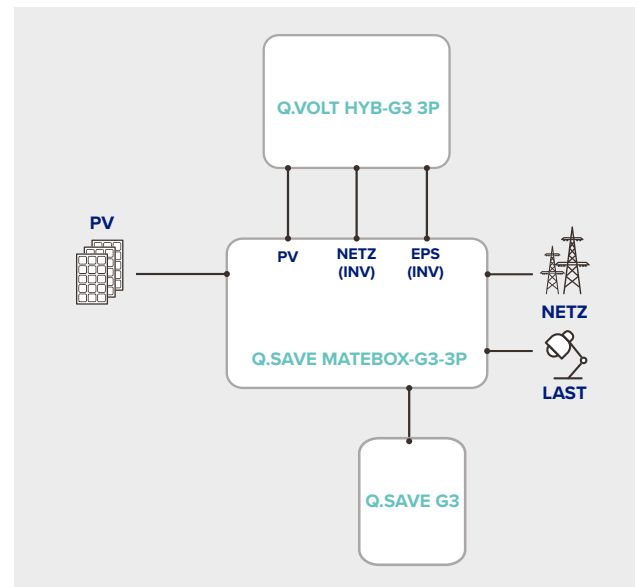 Q.VOLT HYB-G3 3P
PV
PV
NETZ
(INV)
EPS
(INV)
NETZ
Q.SAVE MATEBOX-G3-3P
LAST
Q.SAVE G3